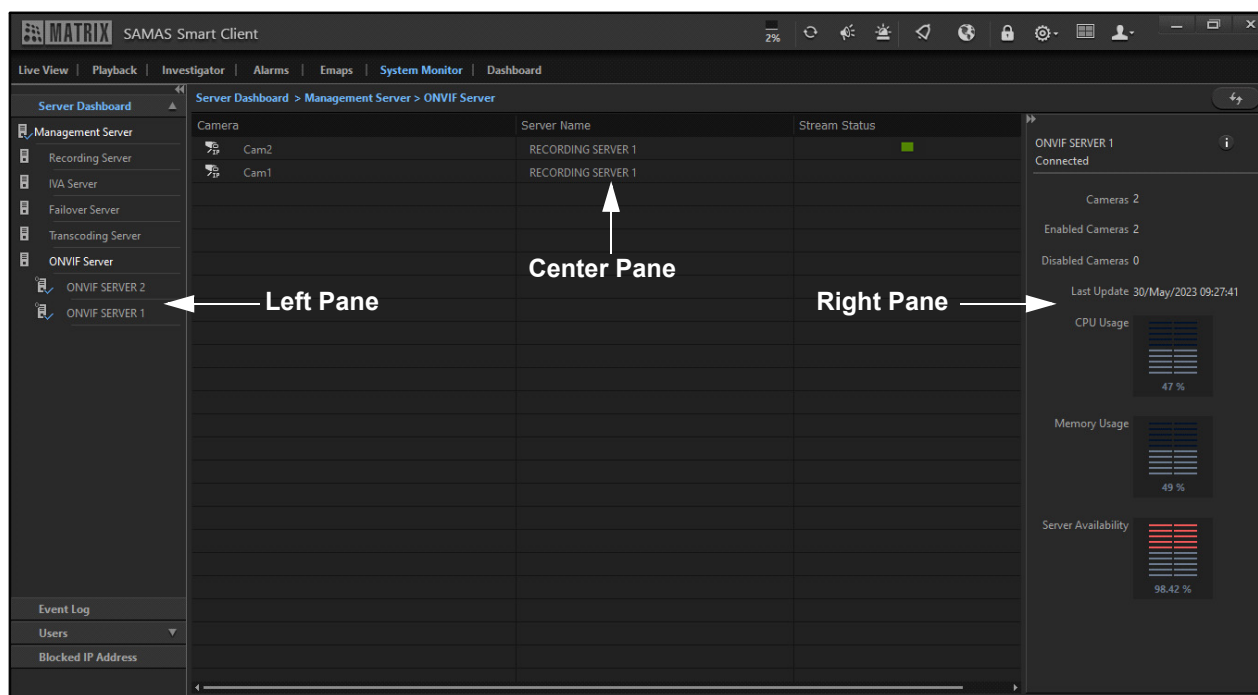 MATRIX SAMAS Smart Client 2%
Live View | Playback | Investigator | Alarms | Emaps | System Monitor | Dashboard
Server Dashboard
Management Server
Recording Server
IVA Server
Failover Server
Transcoding Server
ONVIF Server
ONVIF SERVER 2
ONVIF SERVER 1
Left Pane
Event Log
Users
Blocked IP Address
Server Dashboard > Management Server > ONVIF Server
Camera Server Name Stream Status
Cam2 RECORDING SERVER 1
Cam1 RECORDING SERVER 1
Center Pane
Right Pane
ONVIF SERVER 1
Connected
Cameras 2
Enabled Cameras 2
Disabled Cameras 0
Last Update 30/May/2023 09:27:41
CPU Usage
47 %
Memory Usage
49 %
Server Availability
98.42 %